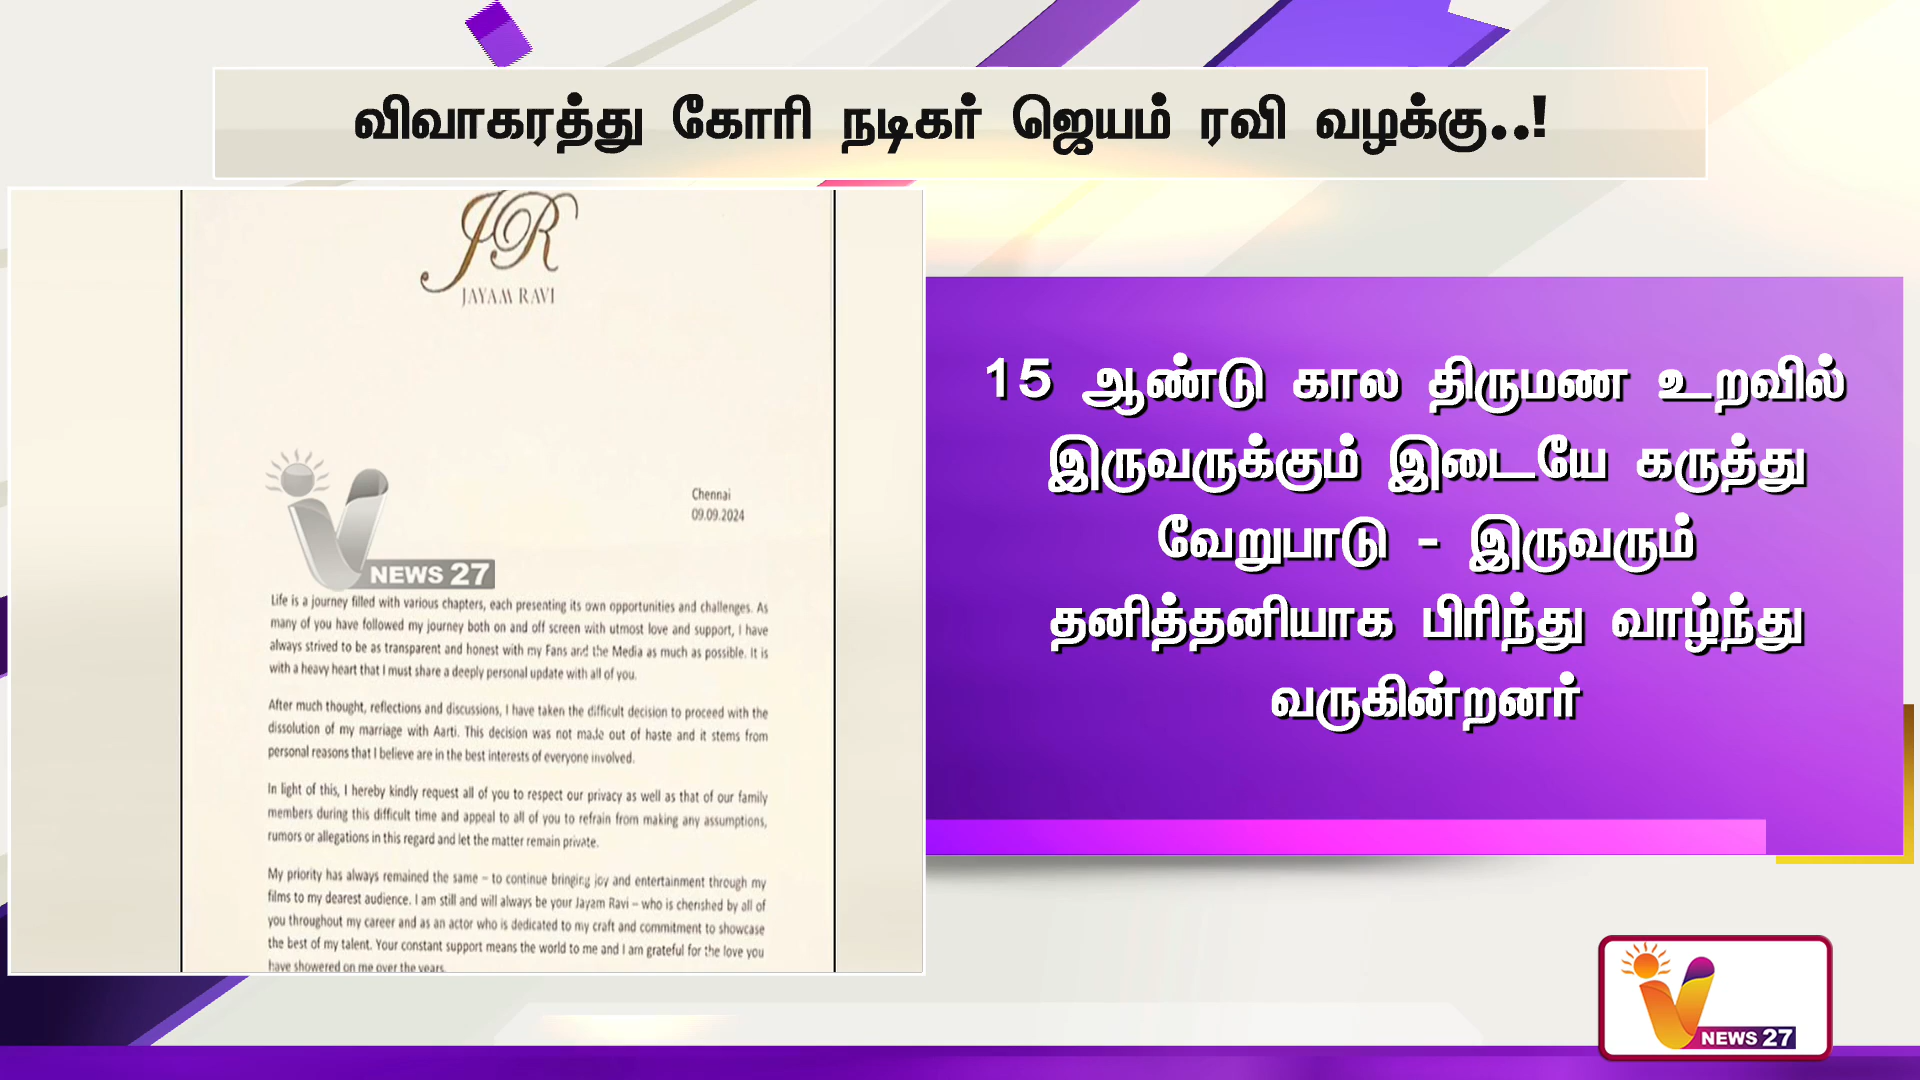 விவாகரத்து கோரி நடிகர் ஜெயம் ரவி வழக்கு..!
JR
JAYAM RAVI
Chennai
09.09.2024
NEWS 27
Life is a journey filled with various chapters, each presenting its own opportunities and challenges. As
many of you have followed my journey both on and off screen with utmost love and support, I have
always strived to be as transparent and honest with my Fans and the Media as much as possible. It is
with a heavy heart that I must share a deeply personal update with all of you.
After much thought, reflections and discussions, I have taken the difficult decision to proceed with the
dissolution of my marriage with Aarti. This decision was not made out of haste and it stems from
personal reasons that I believe are in the best interests of everyone involved.
In light of this, I hereby kindly request all of you to respect our privacy as well as that of our family
members during this difficult time and appeal to all of you to refrain from making any assumptions,
rumors or allegations in this regard and let the matter remain private.
My priority has always remained the same – to continue bringing joy and entertainment through my
films to my dearest audience. I am still and will always be your Jayam Ravi – who is cherished by all of
you throughout my career and as an actor who is dedicated to my craft and commitment to showcase
the best of my talent. Your constant support means the world to me and I am grateful for the love you
have showered on me over the years.
15 ஆண்டு கால திருமண உறவில்
இருவருக்கும் இடையே கருத்து
வேறுபாடு - இருவரும்
தனித்தனியாக பிரிந்து வாழ்ந்து
வருகின்றனர்
NEWS 27